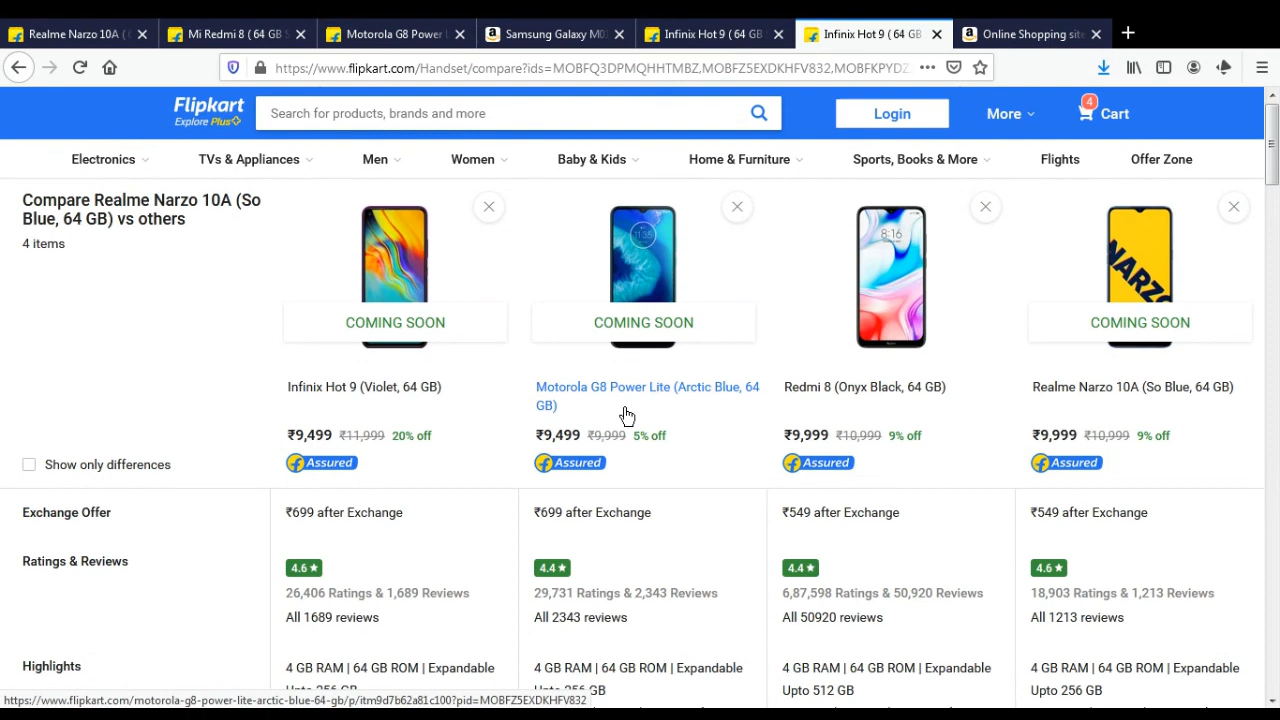 Realme Narzo 10A (
Mi Redmi 8 ( 64 GB S
Motorola G8 Power
Samsung Galaxy M0
Infinix Hot 9 ( 64 GB
Infinix Hot 9 ( 64 GB
Online Shopping site
https://www.flipkart.com/Handset/compare?ids=MOBFQ3DPMQHHTMBZ,MOBFZ5EXDKHFV832,MOBFKPYDZ
Flipkart
Explore Plus
Search for products, brands and more
Login
More
4
Cart
Electronics
TVs & Appliances
Men
Women
Baby & Kids
Home & Furniture
Sports, Books & More
Flights
Offer Zone
Compare Realme Narzo 10A (So
Blue, 64 GB) vs others
4 items
11:35
8:16
NARZO
COMING SOON
COMING SOON
COMING SOON
Infinix Hot 9 (Violet, 64 GB)
Motorola G8 Power Lite (Arctic Blue, 64
GB)
Redmi 8 (Onyx Black, 64 GB)
Realme Narzo 10A (So Blue, 64 GB)
₹9,499 ₹11,999 20% off
₹9,499 ₹9,999 5% off
₹9,999 ₹10,999 9% off
₹9,999 ₹10,999 9% off
Assured
Assured
Assured
Assured
Show only differences
Exchange Offer
₹699 after Exchange
₹699 after Exchange
₹549 after Exchange
₹549 after Exchange
Ratings & Reviews
4.6 ★
4.4 ★
4.4 ★
4.6 ★
26,406 Ratings & 1,689 Reviews
29,731 Ratings & 2,343 Reviews
6,87,598 Ratings & 50,920 Reviews
18,903 Ratings & 1,213 Reviews
All 1689 reviews
All 2343 reviews
All 50920 reviews
All 1213 reviews
Highlights
4 GB RAM | 64 GB ROM | Expandable
4 GB RAM | 64 GB ROM | Expandable
4 GB RAM | 64 GB ROM | Expandable
4 GB RAM | 64 GB ROM | Expandable
Upto 256 GB
Upto 256 GB
Upto 512 GB
Upto 256 GB
https://www.flipkart.com/motorola-g8-power-lite-arctic-blue-64-gb/p/itm9d7b62a81c100?pid=MOBFZ5EXDKHFV832